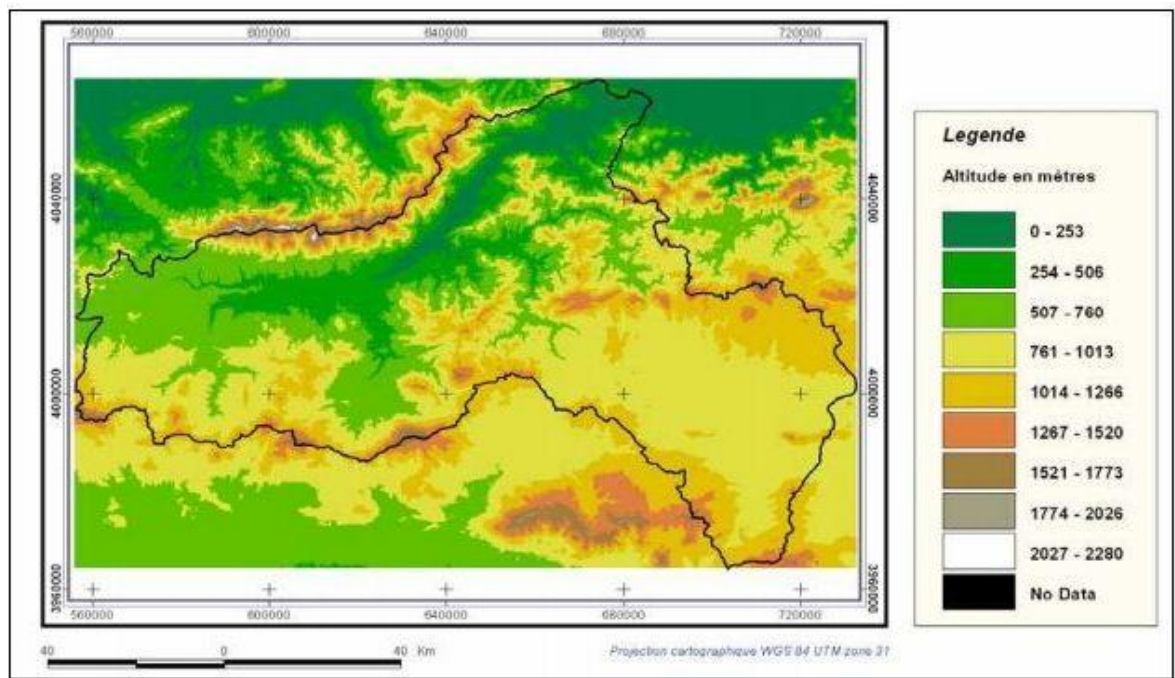 560000 600000 640000 680000 720000
4040000
4040000
4000000
4000000
3960000
3960000
560000 600000 640000 680000 720000
40 0 40 Km
Projection cartographique WGS 84 UTM zone 31
Legende
Altitude en mètres
0 - 253
254 - 506
507 - 760
761 - 1013
1014 - 1266
1267 - 1520
1521 - 1773
1774 - 2026
2027 - 2280
No Data